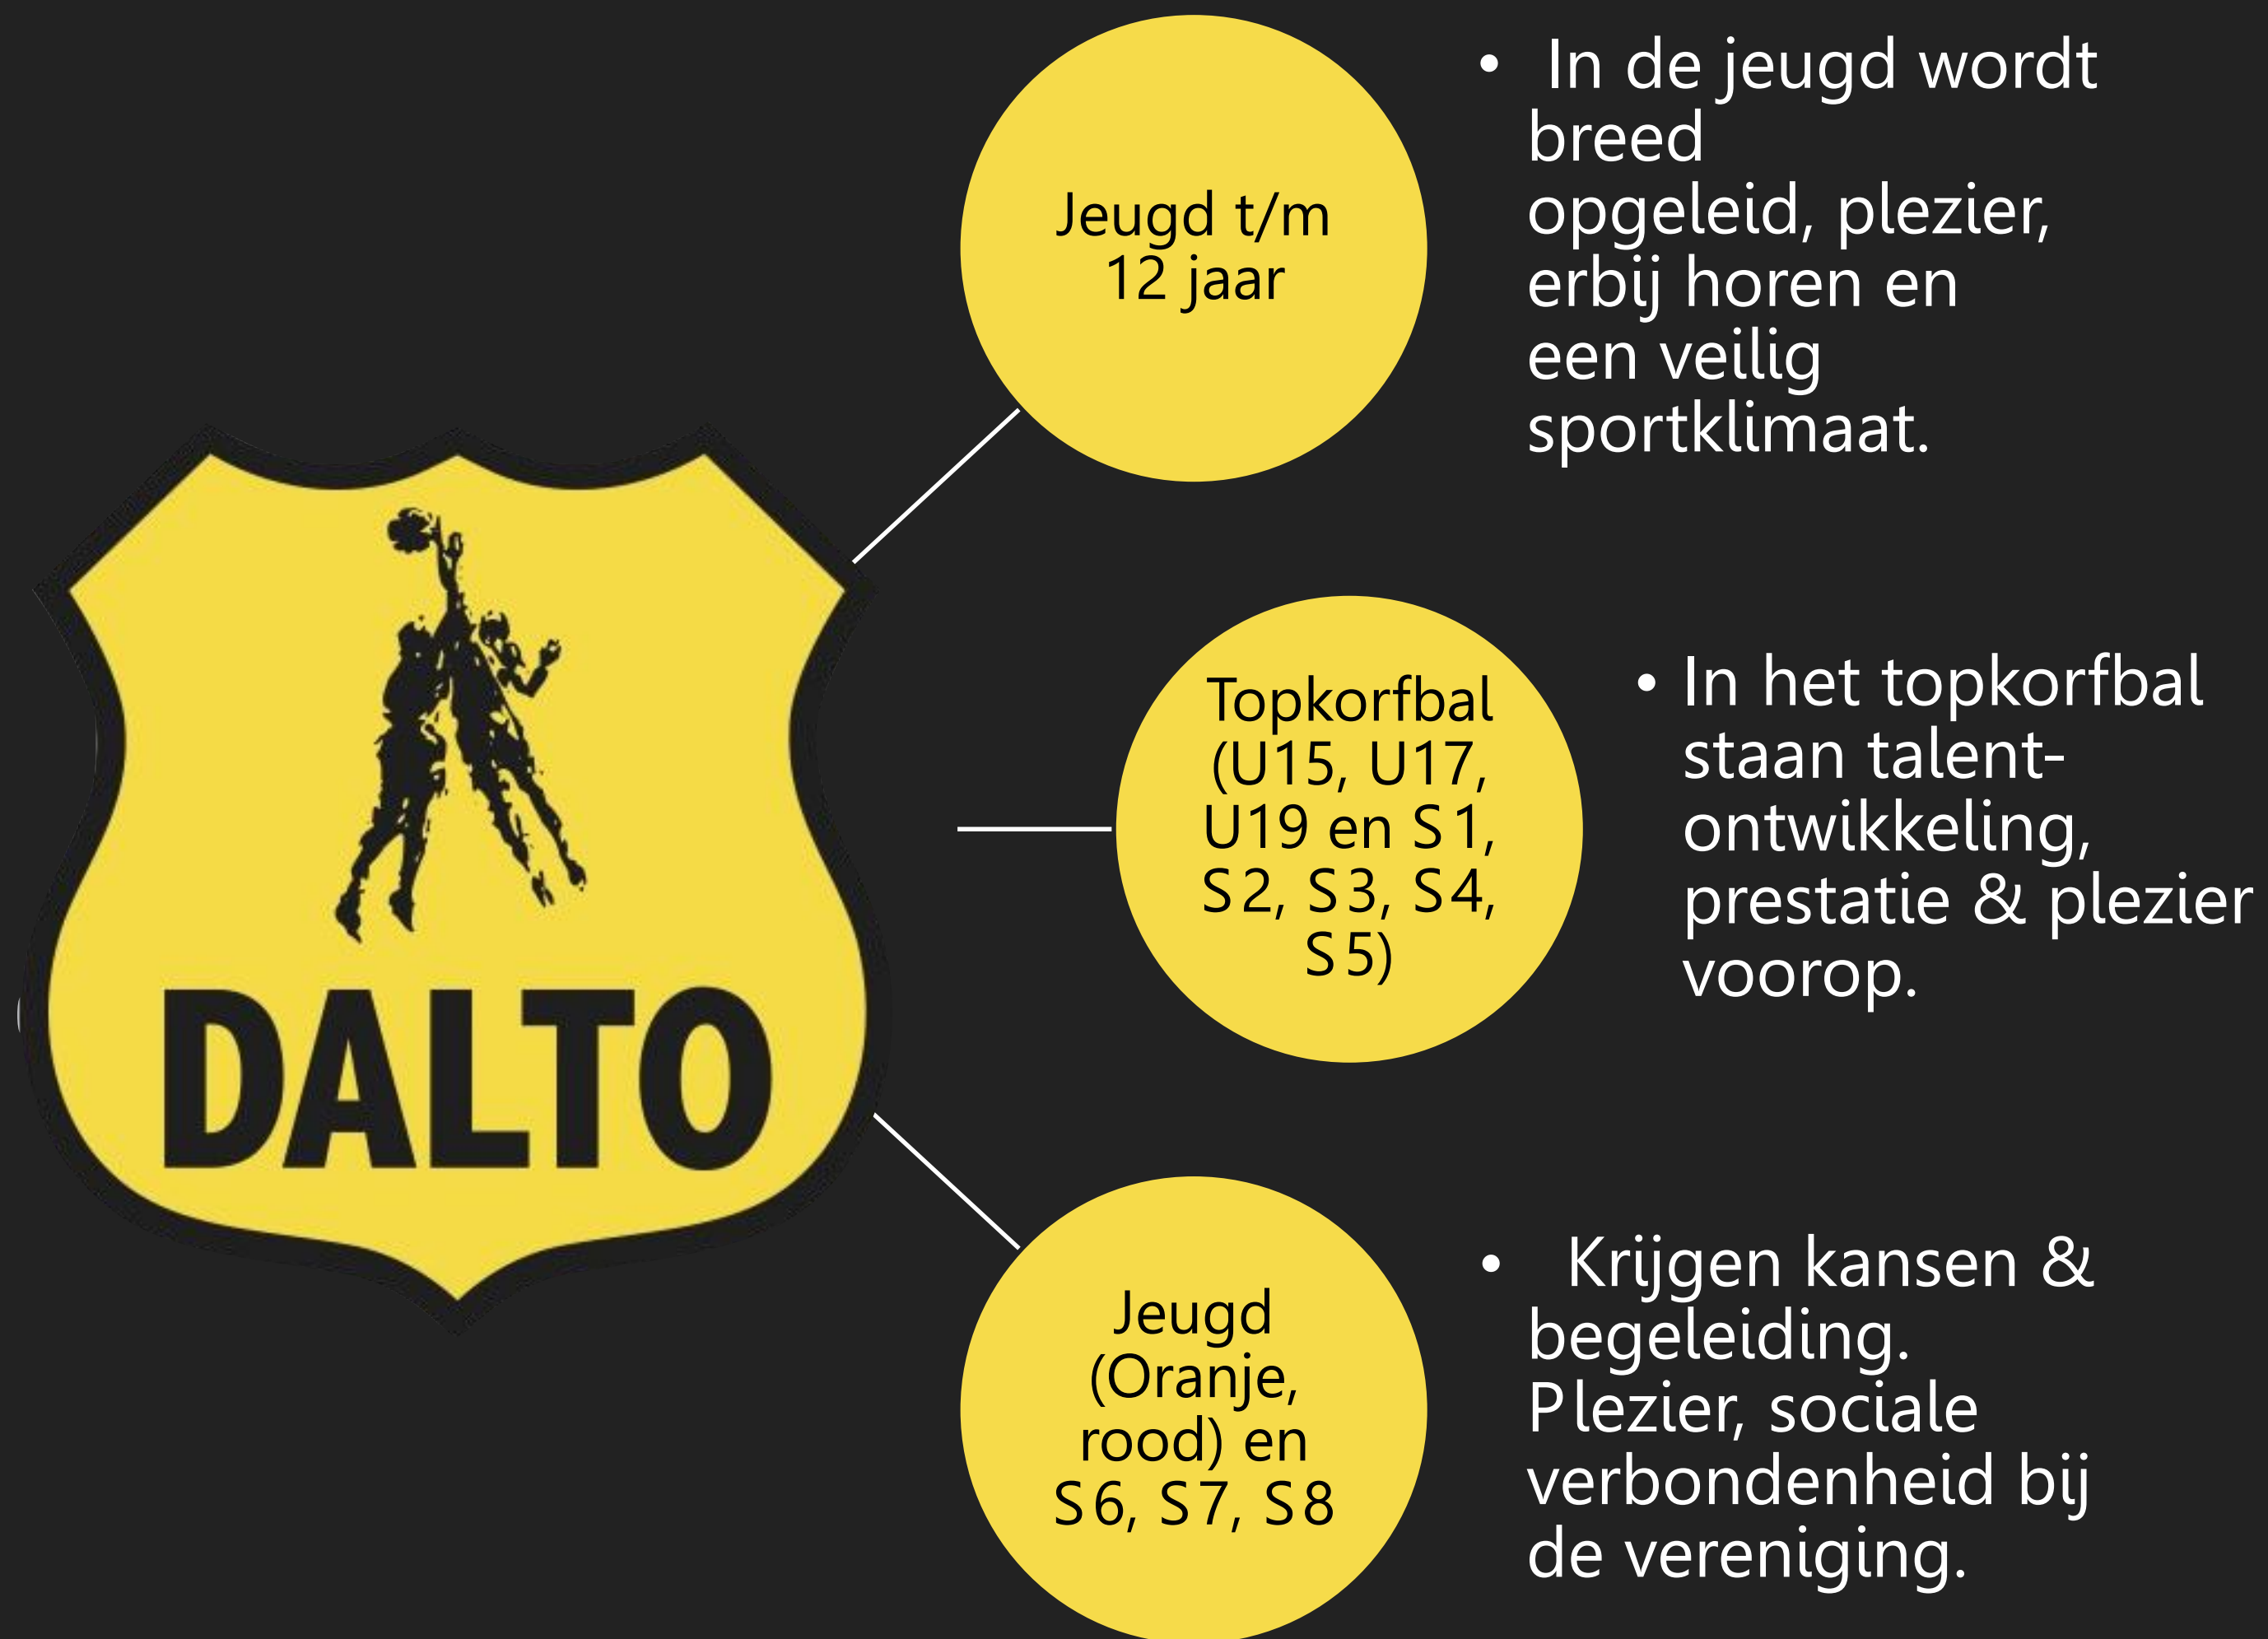 Jeugd t/m
12 jaar
• In de jeugd wordt
breed
opgeleid, plezier,
erbij horen en
een veilig
sportklimaat.
DALTO
Topkorfbal
(U15, U17,
U19 en S1,
S2, S3, S4,
S5)
• In het topkorfbal
staan talent-
ontwikkeling,
prestatie & plezier
voorop.
Jeugd
(Oranje,
rood) en
S6, S7, S8
• Krijgen kansen &
begeleiding.
Plezier, sociale
verbondenheid bij
de vereniging.